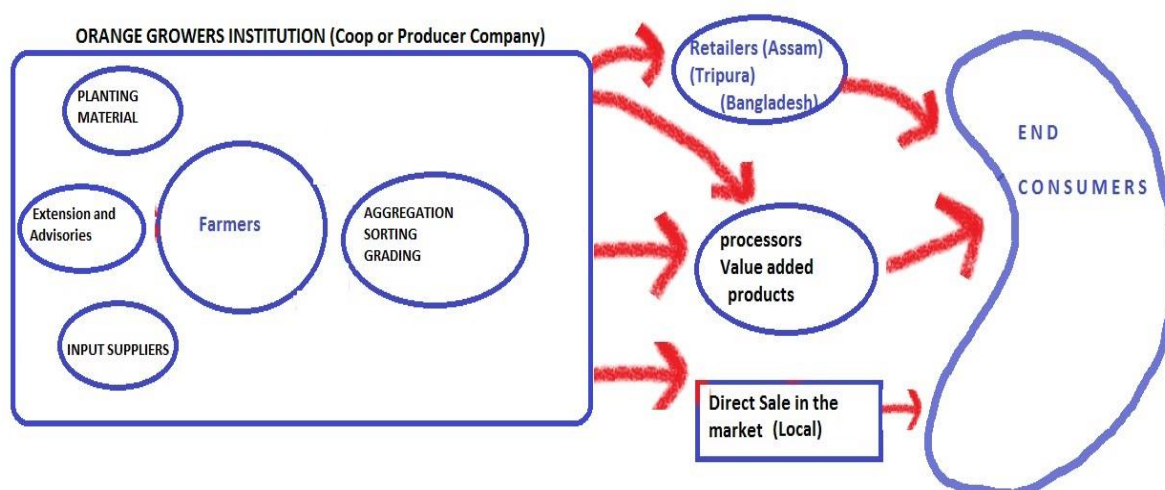 ORANGE GROWERS INSTITUTION (Coop or Producer Company)
PLANTING
MATERIAL
Extension and
Advisories
INPUT SUPPLIERS
Farmers
AGGREGATION
SORTING
GRADING
Retailers (Assam)
(Tripura)
(Bangladesh)
processors
Value added
products
Direct Sale in the
market (Local)
END
CONSUMERS